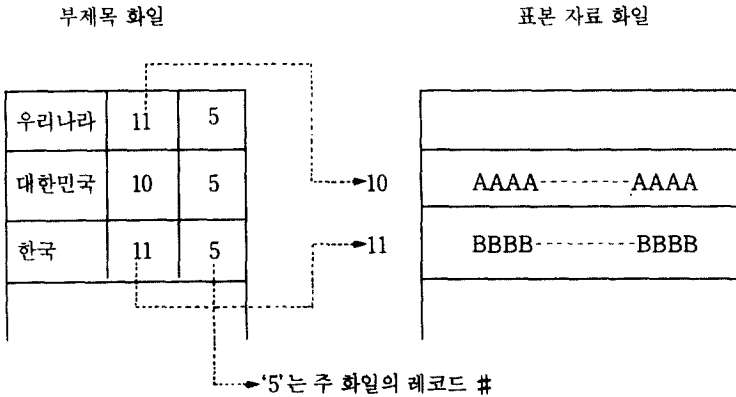 부제목 화일 표본 자료 화일
우리나라 11 5
대한민국 10 5 10 AAAA AAAA
한국 11 5 11 BBBB BBBB
'5'는 주 화일의 레코드 #